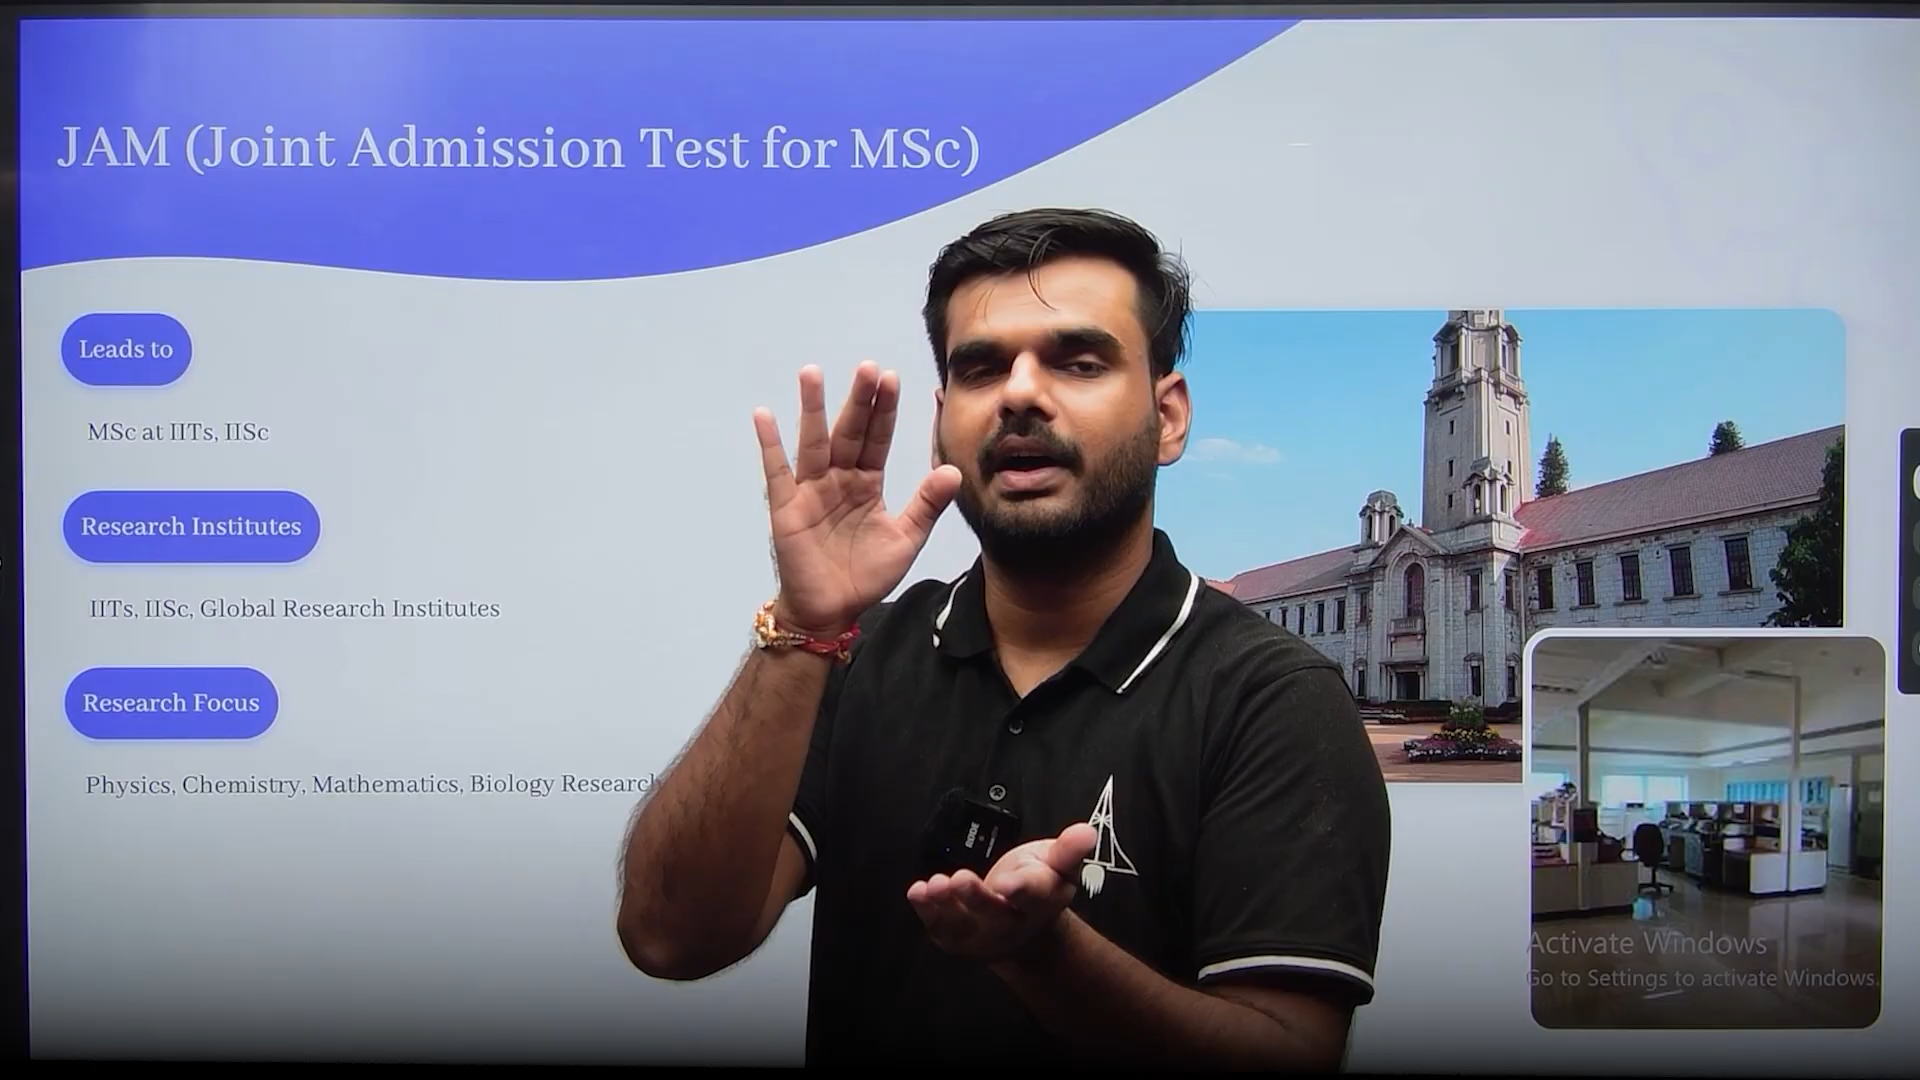 JAM (Joint Admission Test for MSc)
Leads to
MSc at IITs, IISc
Research Institutes
IITs, IISc, Global Research Institutes
Research Focus
Physics, Chemistry, Mathematics, Biology Research
RODE
Activate Windows
Go to Settings to activate Windows.